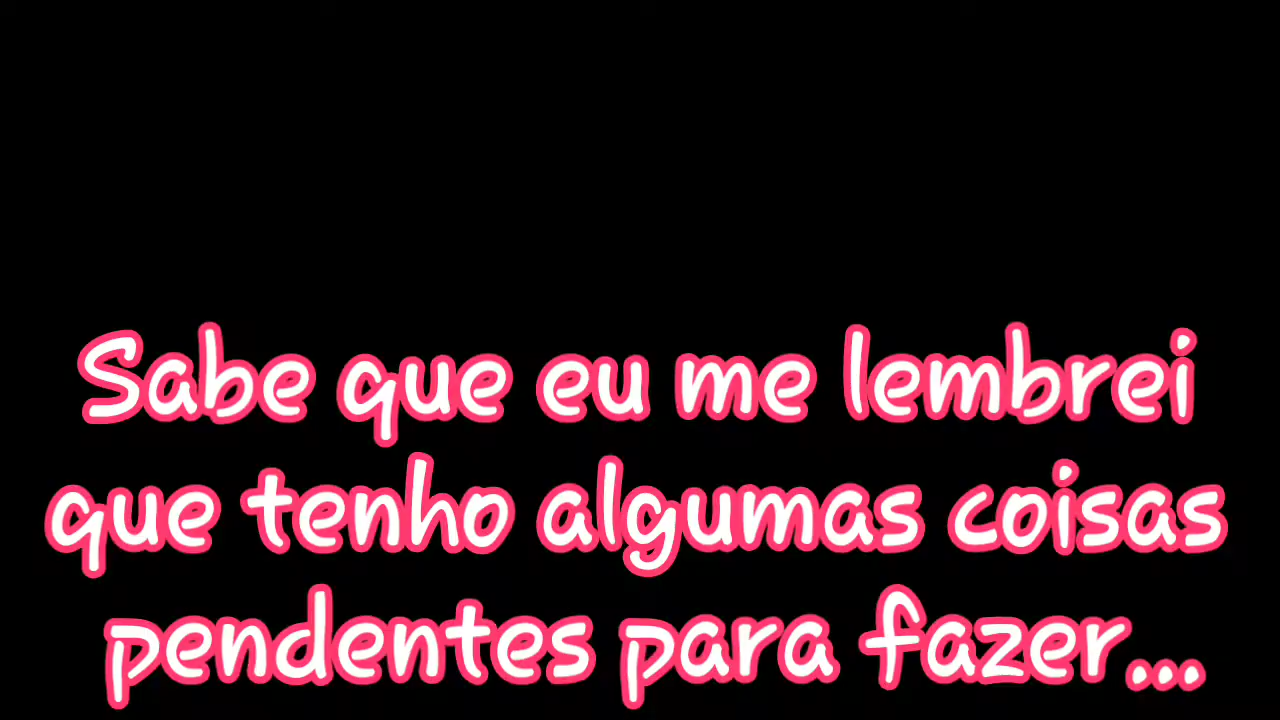 Sabe que eu me lembrei
que tenho algumas coisas
pendentes para fazer...